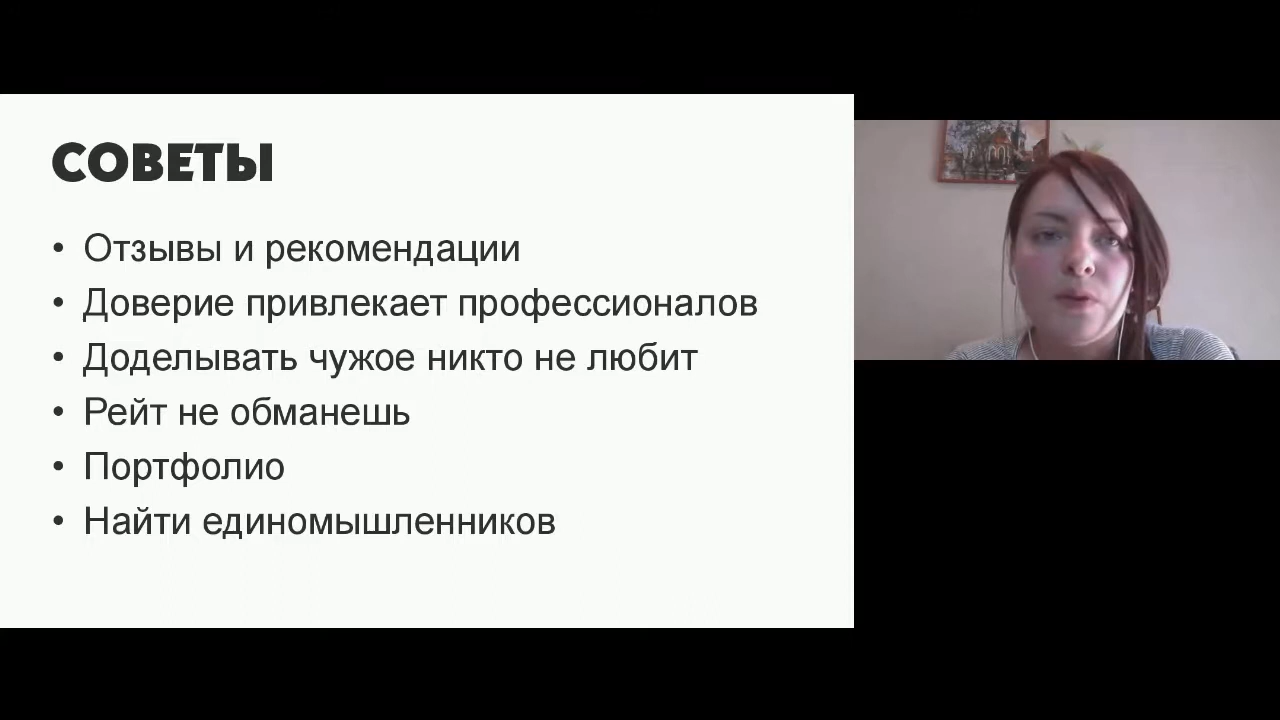 СОВЕТЫ
• Отзывы и рекомендации
• Доверие привлекает профессионалов
• Доделывать чужое никто не любит
• Рейт не обманешь
• Портфолио
• Найти единомышленников